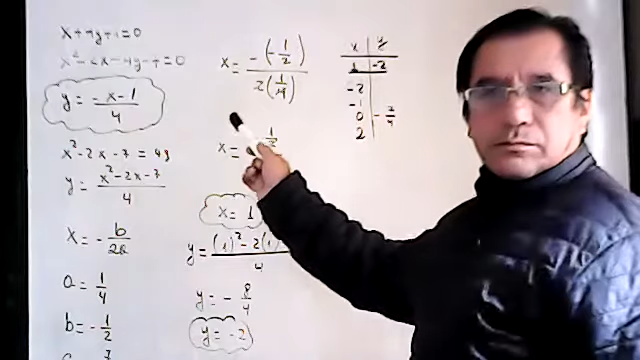 x + 4y + 1 = 0
x² - 2x - 4y - 7 = 0
y = -x-1 / 4
x² - 2x - 7 = 4y
y = x² - 2x - 7 / 4
x = - b / 2a
a = 1/4
b = - 1/2
x = - (- 1/2) / 2 (1/4)
x = 1/2
x = 1
y = (1)² - 2(1) / 4
y = - 8/4
y = -2
x | y
1 | -2
-2
-1
0 | - 7/4
2